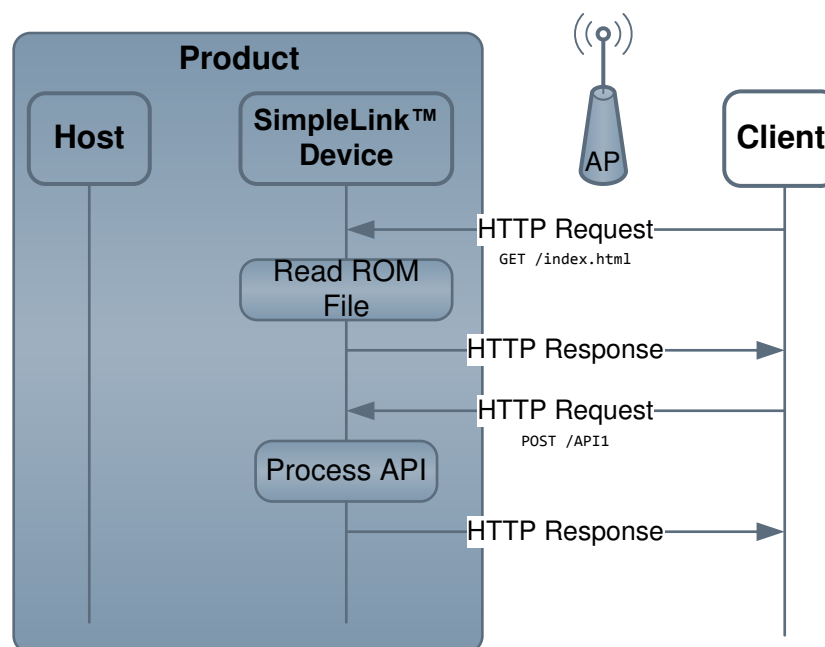 Product
Host
SimpleLink™
Device
AP
Client
HTTP Request
GET /index.html
Read ROM
File
HTTP Response
HTTP Request
POST /API1
Process API
HTTP Response